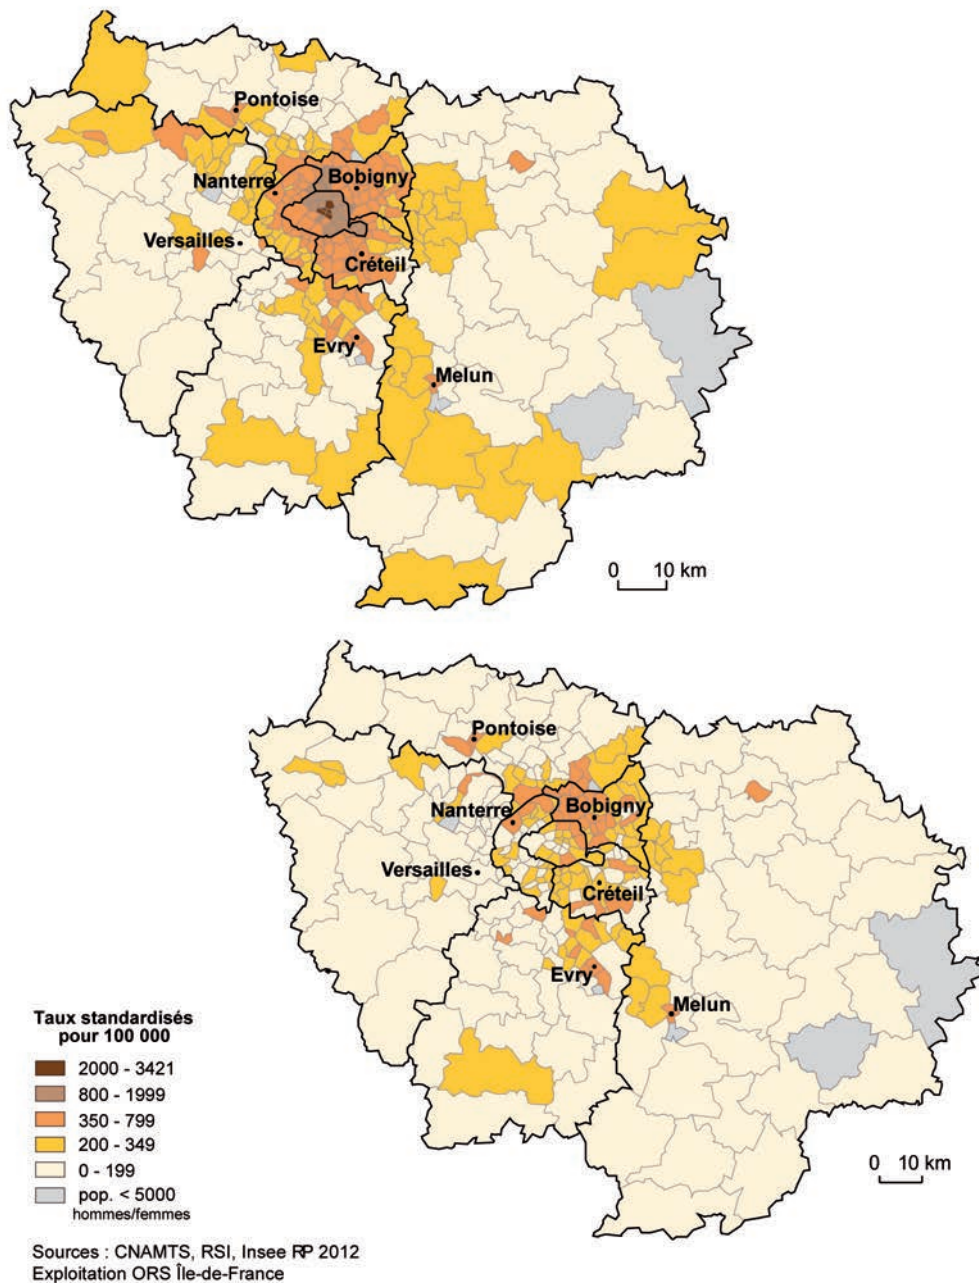 Pontoise
Nanterre
Bobigny
Versailles
Créteil
Evry
Melun
0 10 km
Pontoise
Nanterre
Bobigny
Versailles
Créteil
Evry
Melun
0 10 km
Taux standardisés
pour 100 000
2000 - 3421
800 - 1999
350 - 799
200 - 349
0 - 199
pop. < 5000
hommes/femmes
Sources : CNAMTS, RSI, Insee RP 2012
Exploitation ORS Île-de-France